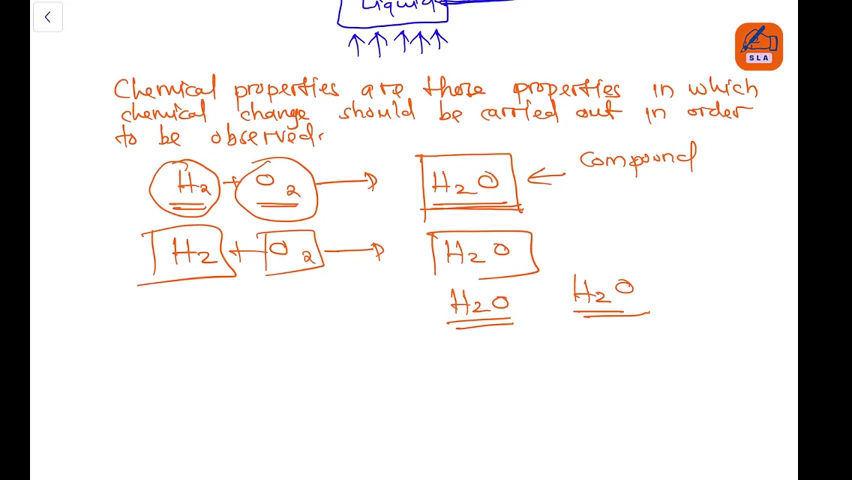 Liquid
SLA
Chemical properties are those properties in which
chemical change should be carried out in order
to be observed.
H₂ + O₂ → H₂O ← Compound
H₂ + O₂ → H₂O
H₂O H₂O